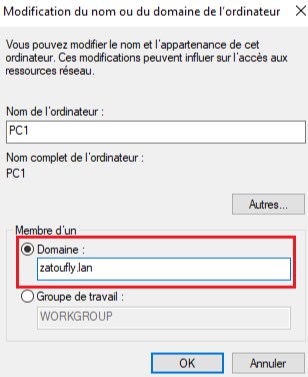 Modification du nom ou du domaine de l'ordinateur
Vous pouvez modifier le nom et l'appartenance de cet
ordinateur. Ces modifications peuvent influer sur l'accès aux
ressources réseau.
Nom de l'ordinateur :
PC1
Nom complet de l'ordinateur :
PC1
Autres...
Membre d'un
Domaine :
zatoufly.lan
Groupe de travail :
WORKGROUP
OK Annuler